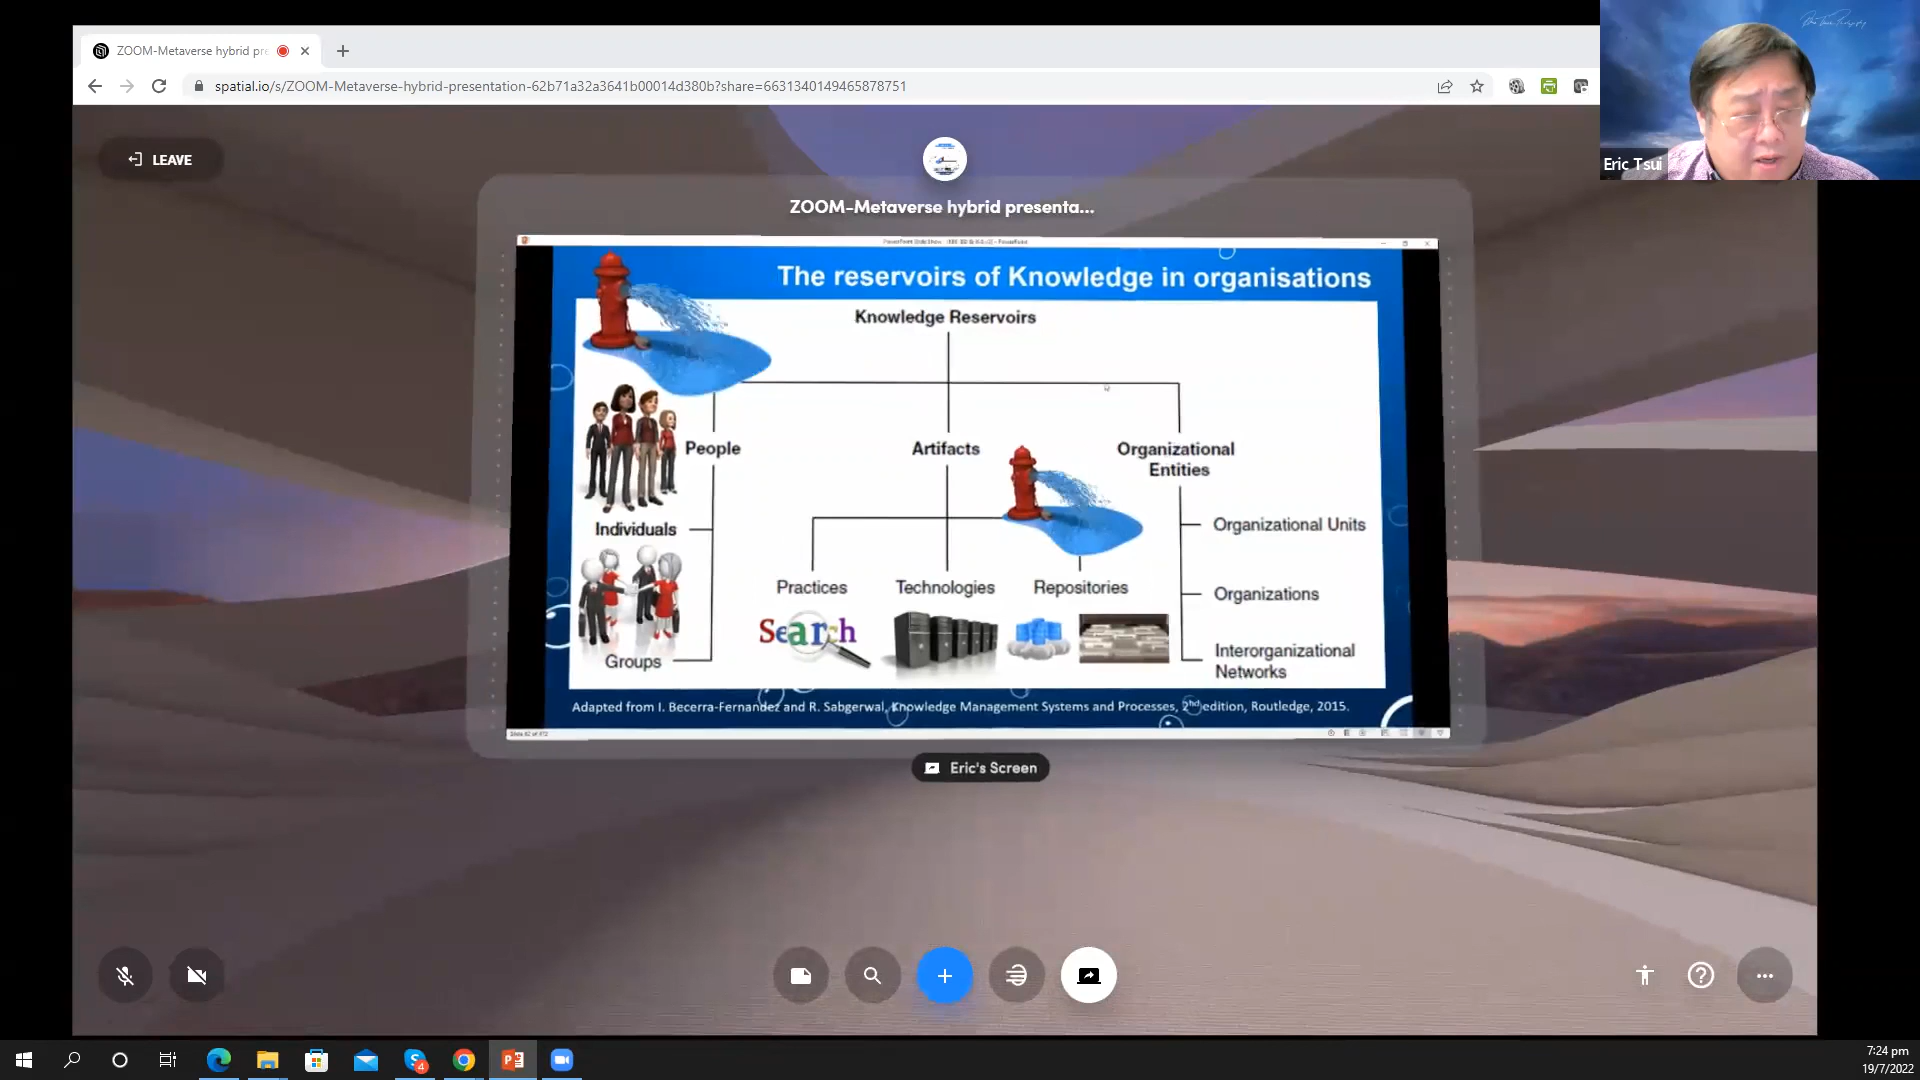 ZOOM-Metaverse hybrid pre
spatial.io/s/ZOOM-Metaverse-hybrid-presentation-62b71a32a3641b00014d380b?share=6631340149465878751
Eric Tsui
LEAVE
ZOOM-Metaverse hybrid presenta...
The reservoirs of Knowledge in organisations
Knowledge Reservoirs
People
Artifacts
Organizational
Entities
Individuals
Organizational Units
Practices
Technologies
Repositories
Organizations
Search
Groups
Interorganizational
Networks
Adapted from I. Becerra-Fernandez and R. Sabgerwal, Knowledge Management Systems and Processes, 2nd edition, Routledge, 2015.
Eric's Screen
4
7:24 pm
19/7/2022